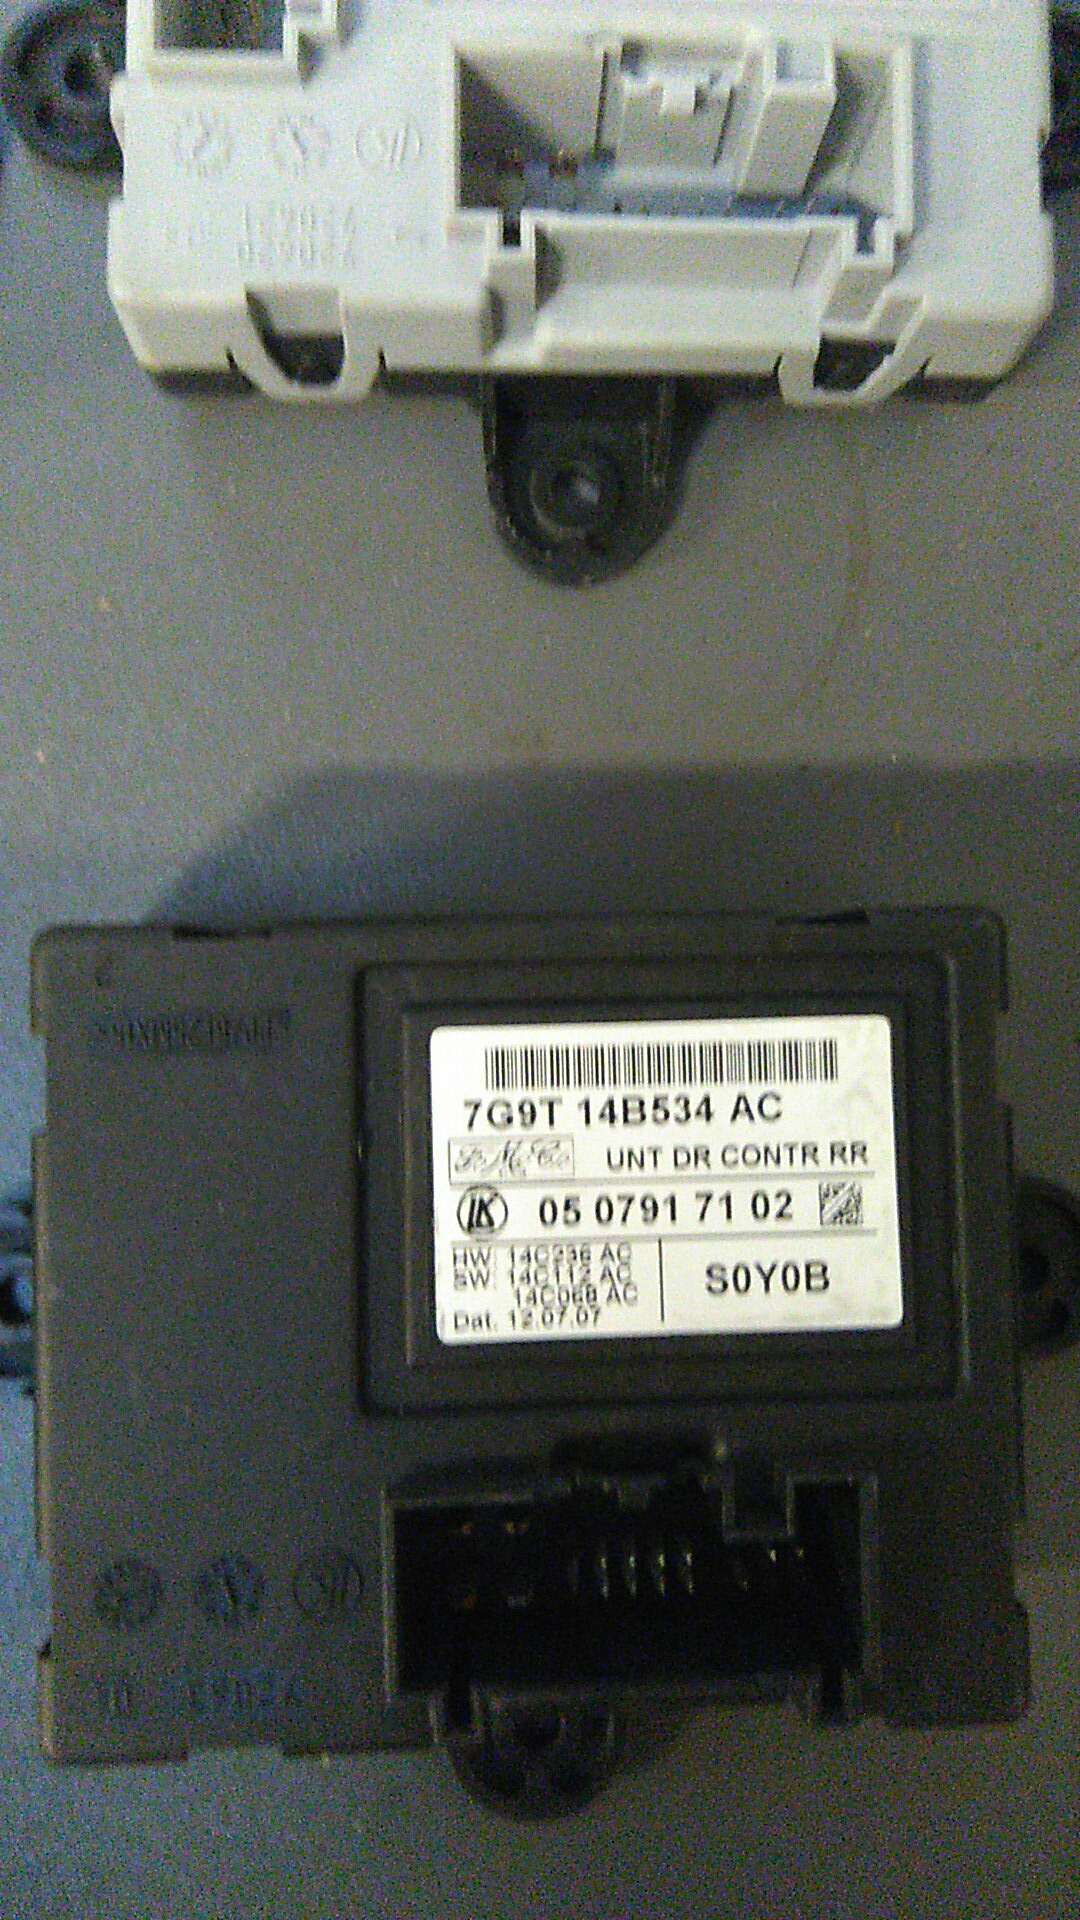 7G9T 14B534 AC
UNT DR CONTR RR
LK 05 0791 71 02
HW: 14C236 AC
SW: 14C112 AC
14C068 AC
S0Y0B
Dat. 12.07.07